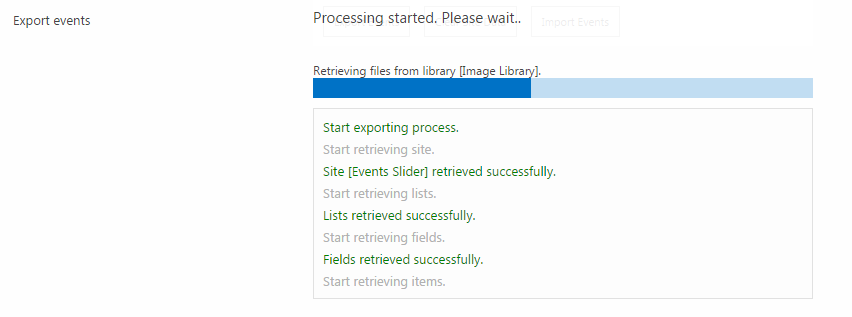 Export events
Processing started. Please wait..
Import Events
Retrieving files from library [Image Library].
Start exporting process.
Start retrieving site.
Site [Events Slider] retrieved successfully.
Start retrieving lists.
Lists retrieved successfully.
Start retrieving fields.
Fields retrieved successfully.
Start retrieving items.